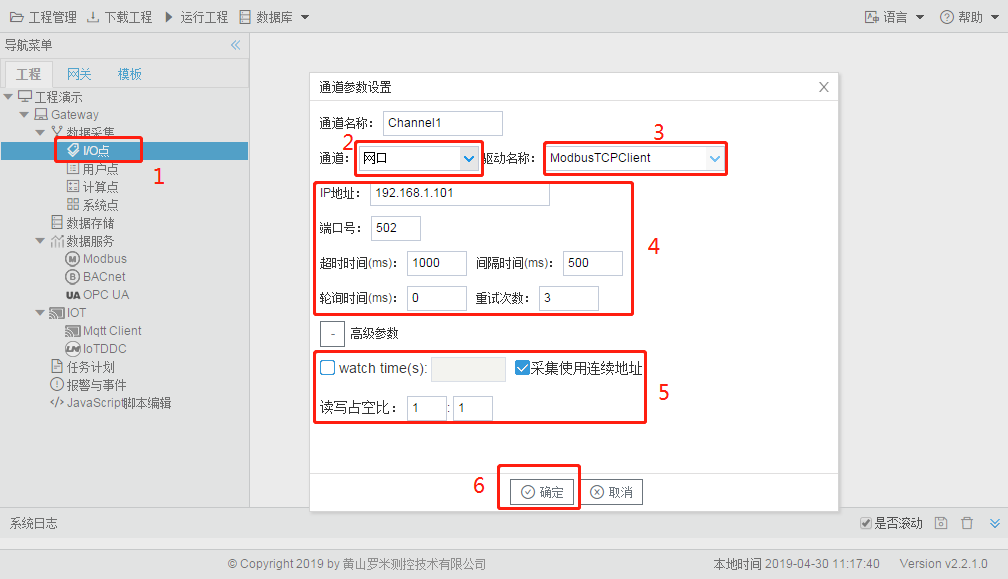 工程管理 下载工程 运行工程 数据库 语言 帮助
导航菜单
工程 网关 模板
工程演示
Gateway
数据采集
I/O点
1
用户点
计算点
系统点
数据存储
数据服务
Modbus
BACnet
UA OPC UA
IOT
Mqtt Client
IoTDDC
任务计划
报警与事件
JavaScript脚本编辑
通道参数设置
通道名称: Channel1
2
3
通道: 网口 驱动名称: ModbusTCPClient
IP地址: 192.168.1.101
端口号: 502
4
超时时间(ms): 1000 间隔时间(ms): 500
轮询时间(ms): 0 重试次数: 3
- 高级参数
watch time(s): 采集使用连续地址
5
读写占空比: 1 : 1
6
确定 取消
系统日志 是否滚动
© Copyright 2019 by 黄山罗米测控技术有限公司 本地时间 2019-04-30 11:17:40 Version v2.2.1.0